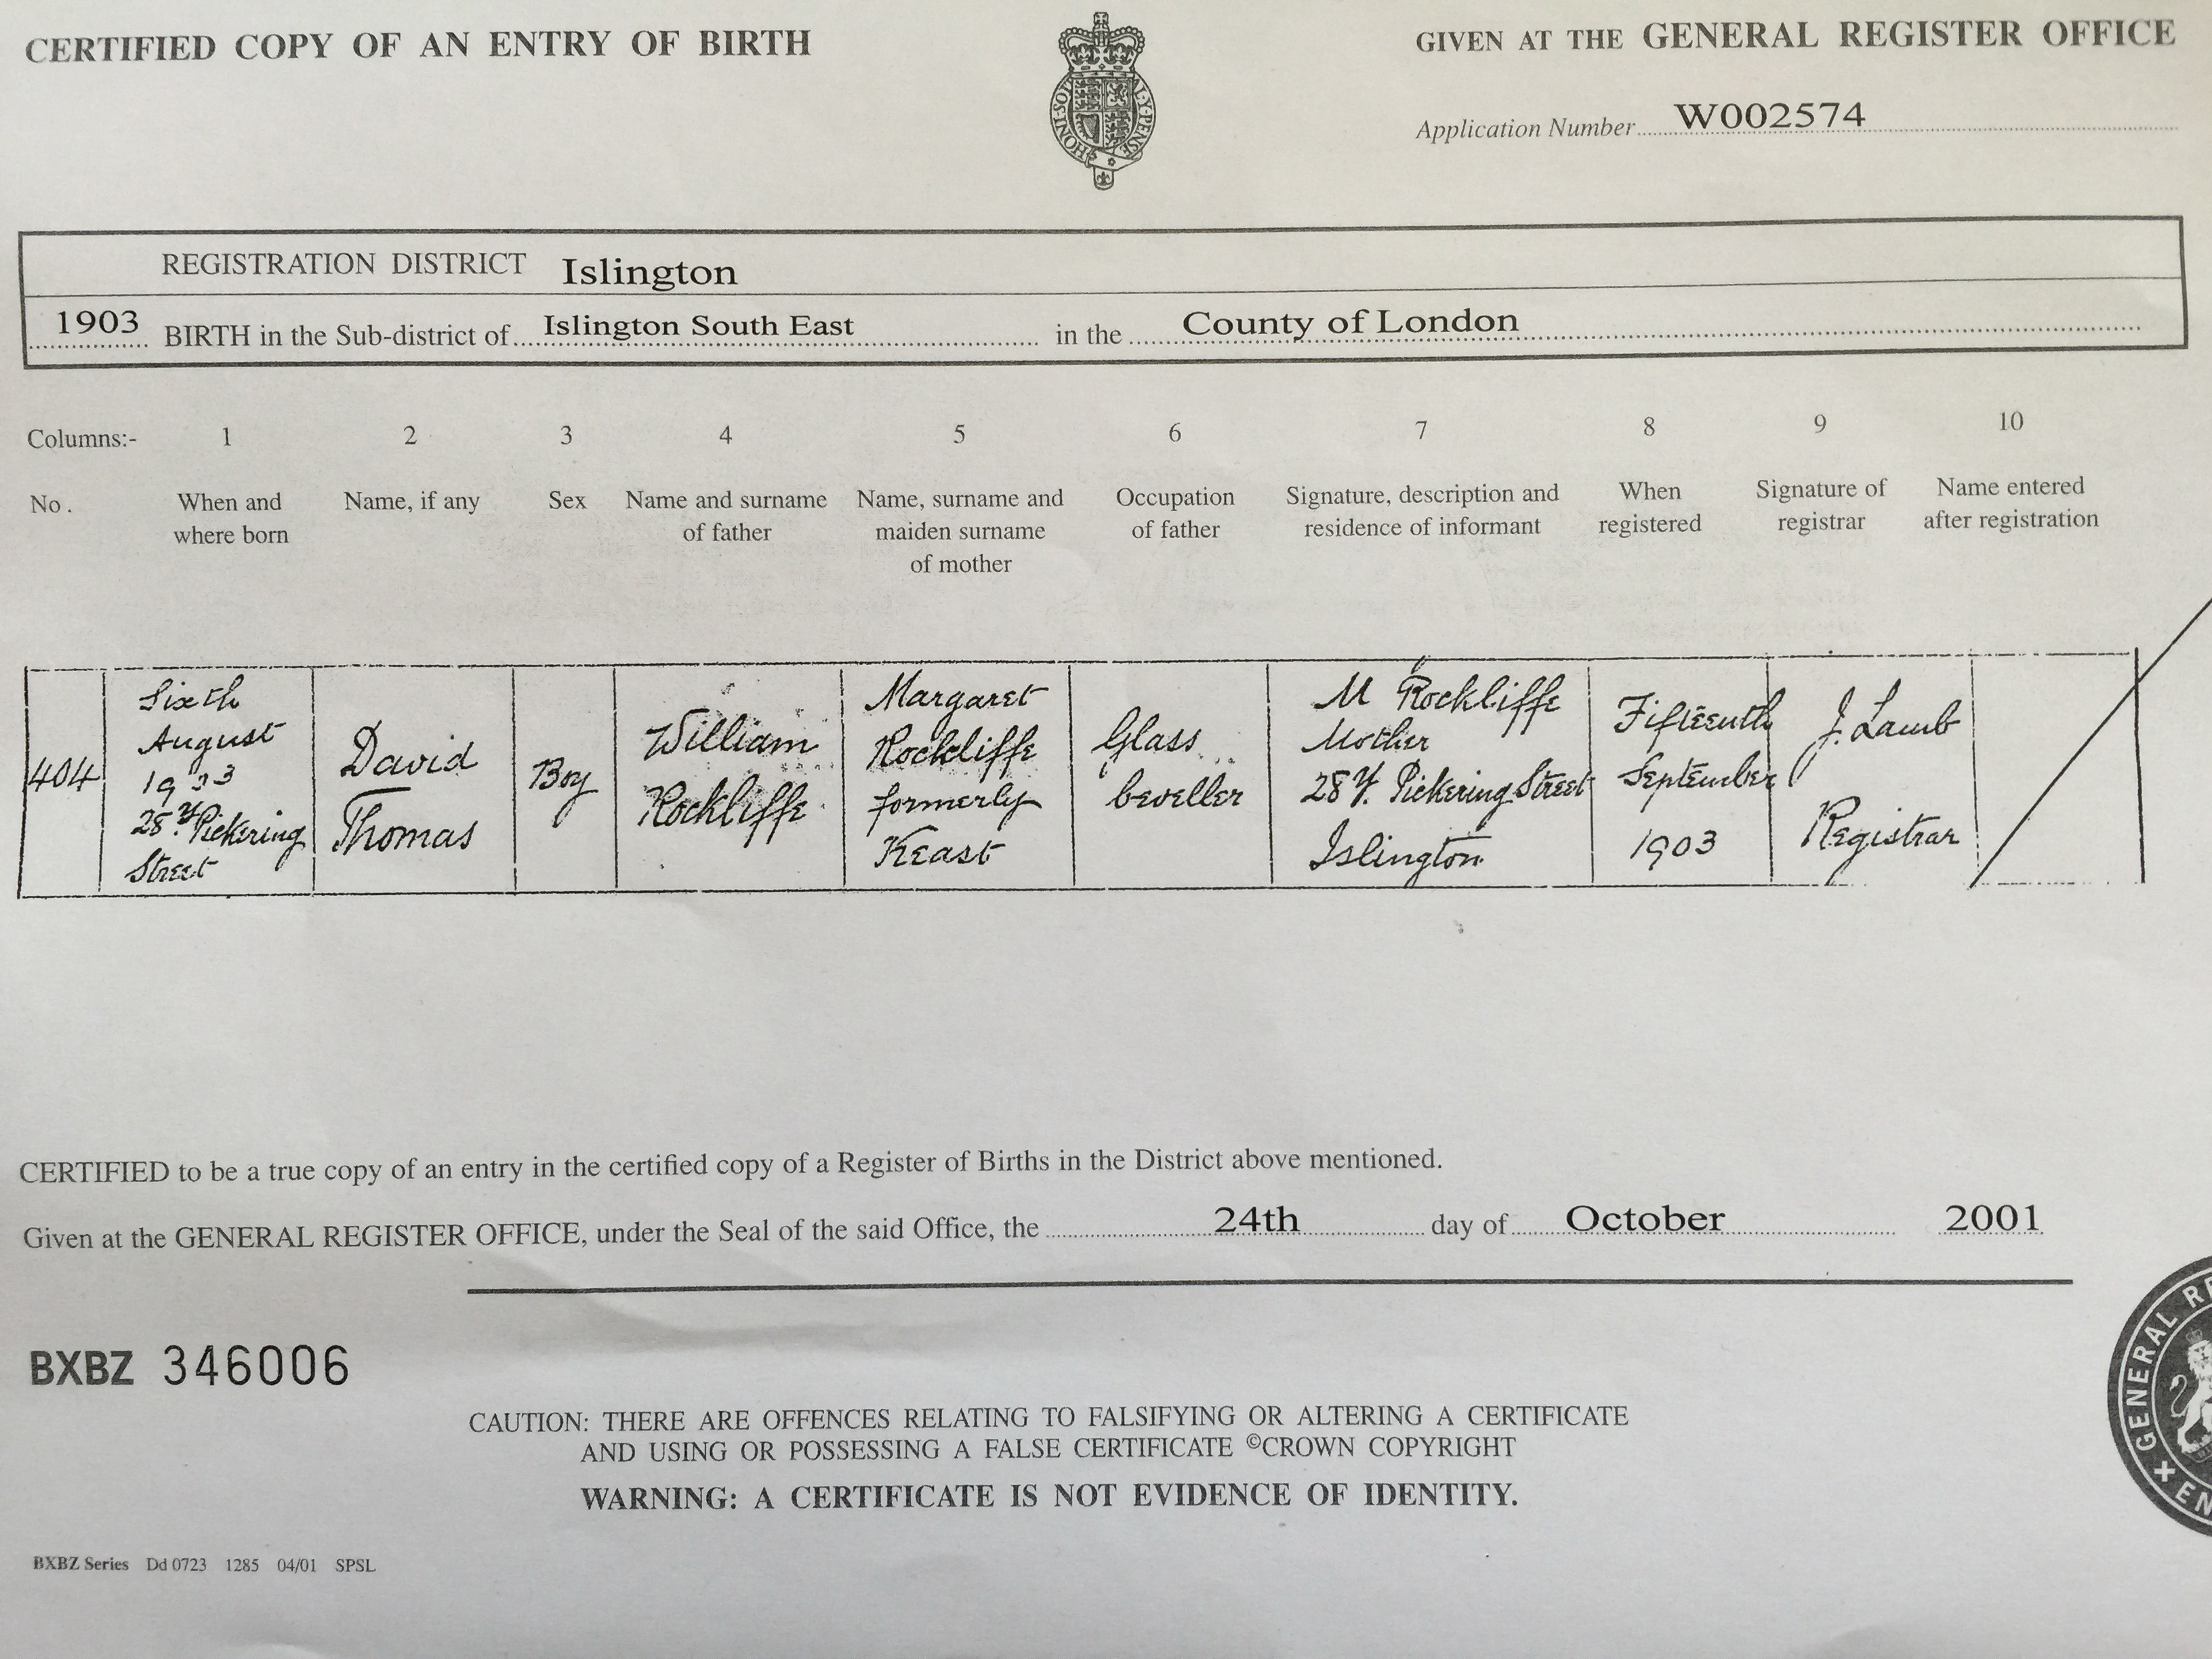 CERTIFIED COPY OF AN ENTRY OF BIRTH
GIVEN AT THE GENERAL REGISTER OFFICE
Application Number W002574
REGISTRATION DISTRICT Islington
1903 BIRTH in the Sub-district of Islington South East in the County of London
Columns:- 1 2 3 4 5 6 7 8 9 10
No. When and where born
Name, if any
Sex
Name and surname of father
Name, surname and maiden surname of mother
Occupation of father
Signature, description and residence of informant
When registered
Signature of registrar
Name entered after registration
404
Sixth
August
1903
Pickering
Street
David
Thomas
Boy
William
Rockliffe
Margaret
Rockliffe
formerly
Keast
Glass
beveller
M Rockliffe
Mother
Pickering Street
Islington
Fifteenth
September
1903
J. Lamb
Registrar
CERTIFIED to be a true copy of an entry in the certified copy of a Register of Births in the District above mentioned.
Given at the GENERAL REGISTER OFFICE, under the Seal of the said Office, the 24th day of October 2001
BXBZ 346006
CAUTION: THERE ARE OFFENCES RELATING TO FALSIFYING OR ALTERING A CERTIFICATE
AND USING OR POSSESSING A FALSE CERTIFICATE ©CROWN COPYRIGHT
WARNING: A CERTIFICATE IS NOT EVIDENCE OF IDENTITY.
BXBZ Series Dd 0723 1285 04/01 SPSL
GENERAL